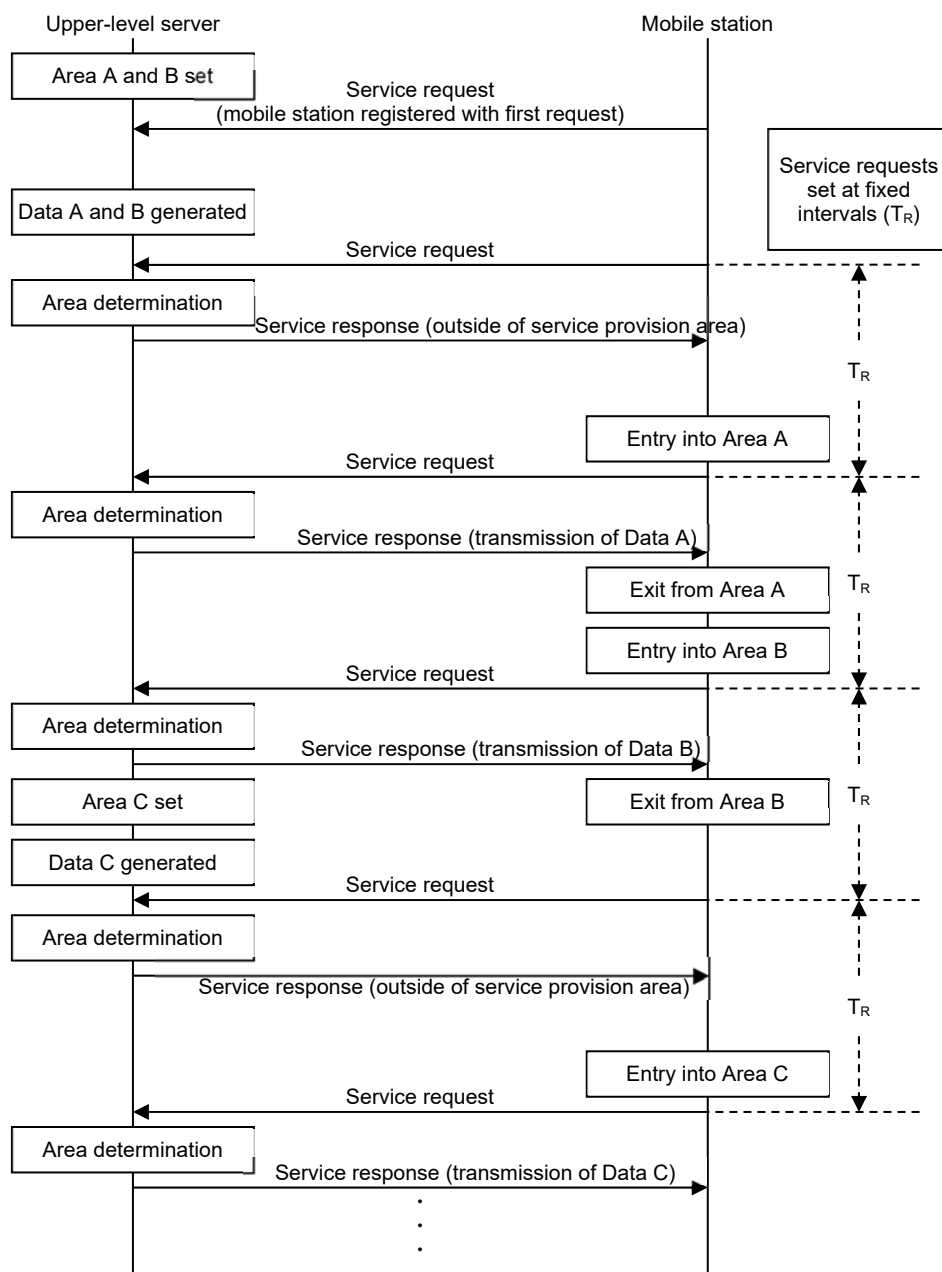 Upper-level server
Mobile station
Area A and B set
Service request
(mobile station registered with first request)
Service requests
set at fixed
intervals (TR)
Data A and B generated
Service request
Area determination
Service response (outside of service provision area)
TR
Entry into Area A
Service request
Area determination
Service response (transmission of Data A)
Exit from Area A
TR
Entry into Area B
Service request
Area determination
Service response (transmission of Data B)
Area C set
Exit from Area B
TR
Data C generated
Service request
Area determination
Service response (outside of service provision area)
TR
Entry into Area C
Service request
Area determination
Service response (transmission of Data C)